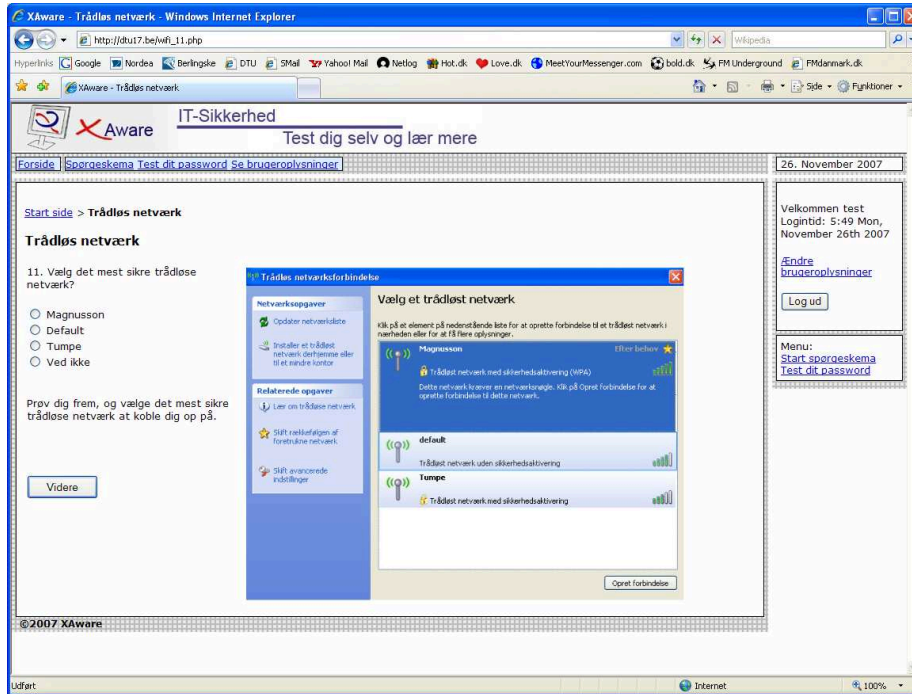 XAware - Trådløs netværk - Windows Internet Explorer
http://dtu17.be/wifi_11.php
Wikipedia
Hyperlinks Google Nordea Berlingske DTU SMail Yahoo! Mail Netlog Hot.dk Love.dk MeetYourMessenger.com bold.dk FM Underground FMdanmark.dk
XAware - Trådløs netværk
Side
Funktioner
XAware
IT-Sikkerhed
Test dig selv og lær mere
Forside Spørgeskema Test dit password Se brugeroplysninger
26. November 2007
Start side > Trådløs netværk
Trådløs netværk
11. Vælg det mest sikre trådløse
netværk?
Magnusson
Default
Tumpe
Ved ikke
Prøv dig frem, og vælge det mest sikre
trådløse netværk at koble dig op på.
Videre
Trådløs netværksforbindelse
Netværksopgaver
Opdater netværksliste
Installer et trådløst
netværk derhjemme eller
til et mindre kontor
Relaterede opgaver
Lær om trådløse netværk
Skift rækkefølgen af
foretrukne netværk
Skift avancerede
indstillinger
Vælg et trådløst netværk
Klik på et element på nedenstående liste for at oprette forbindelse til et trådløst netværk i
nærheden eller for at få flere oplysninger.
Magnusson
Efter behov
Trådløst netværk med sikkerhedsaktivering (WPA)
Dette netværk kræver en netværksnøgle. Klik på Opret forbindelse for at
oprette forbindelse til dette netværk.
default
Trådløst netværk uden sikkerhedsaktivering
Tumpe
Trådløst netværk med sikkerhedsaktivering
Opret forbindelse
Velkommen test
Logintid: 5:49 Mon,
November 26th 2007
Ændre
brugeroplysninger
Log ud
Menu:
Start spørgeskema
Test dit password
©2007 XAware
Udført
Internet
100%